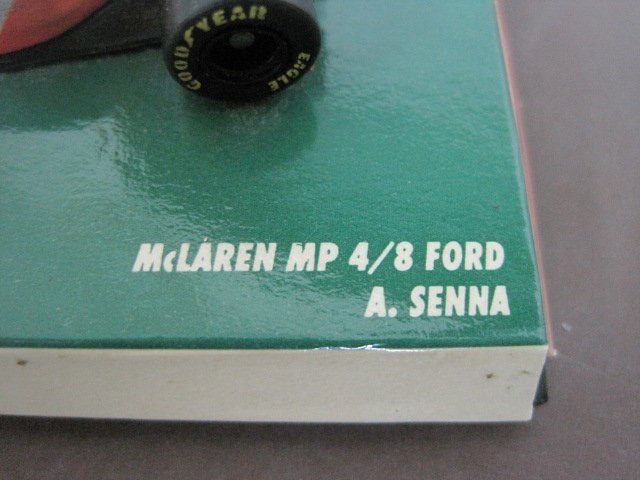 GOODYEAR
EAGLE
McLAREN MP 4/8 FORD
A. SENNA